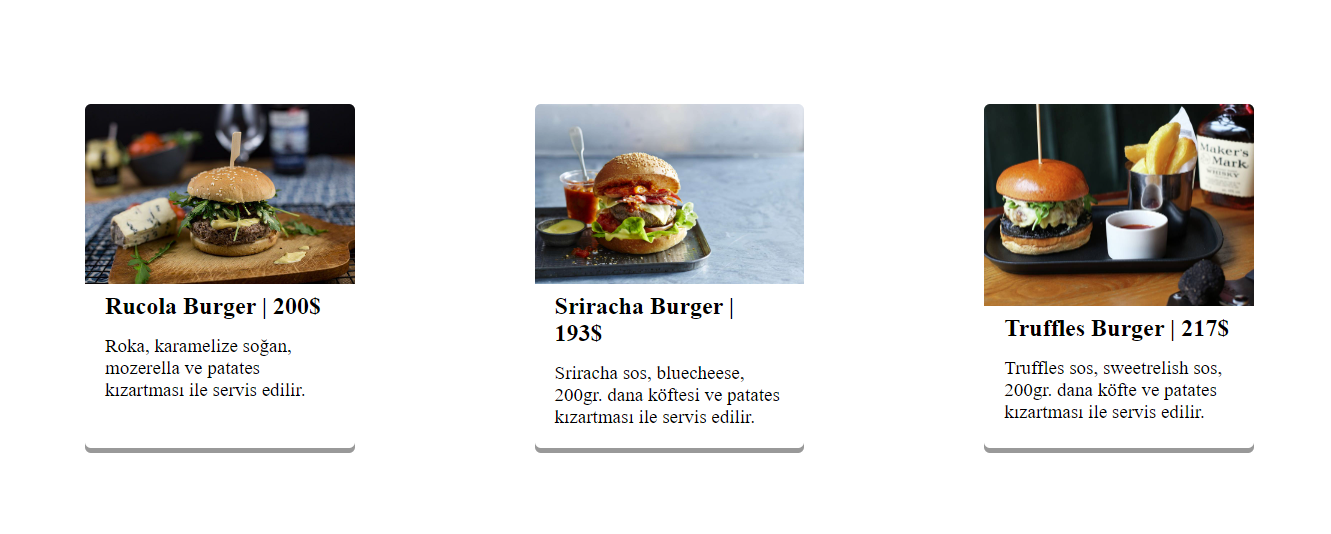 Maker's
Mark
WHISKY
Rucola Burger | 200$
Roka, karamelize soğan,
mozerella ve patates
kızartması ile servis edilir.
Sriracha Burger |
193$
Sriracha sos, bluecheese,
200gr. dana köftesi ve patates
kızartması ile servis edilir.
Truffles Burger | 217$
Truffles sos, sweetrelish sos,
200gr. dana köfte ve patates
kızartması ile servis edilir.